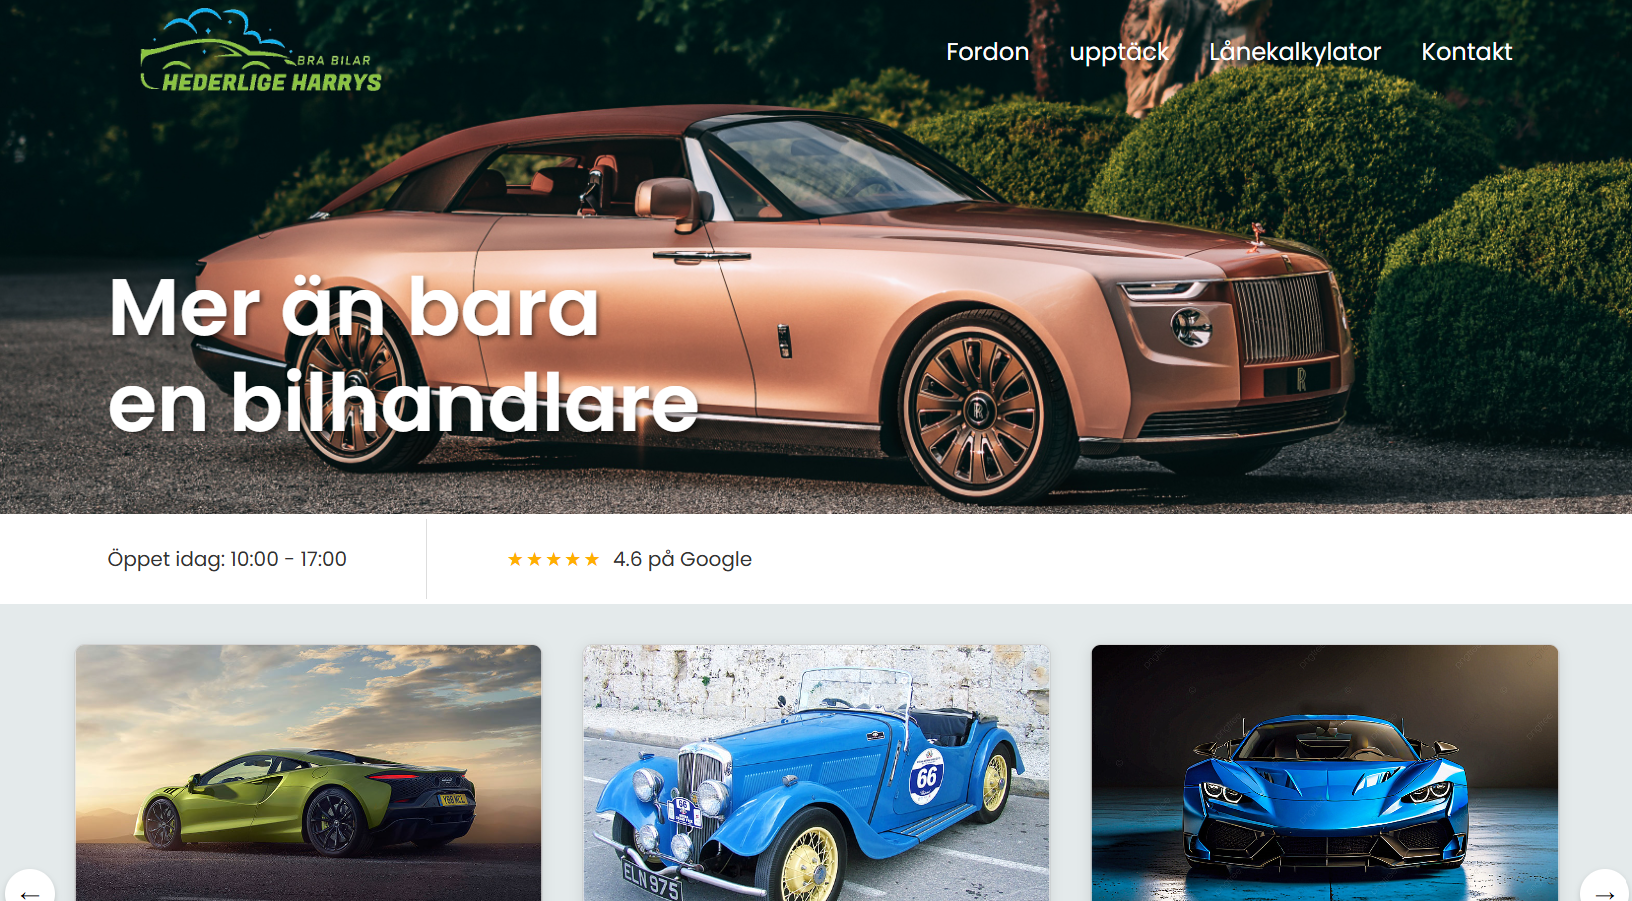 BRA BILAR
HEDERLIGE HARRYS
Fordon
upptäck
Lånekalkylator
Kontakt
Mer än bara
en bilhandlare
Öppet idag: 10:00 - 17:00
★★★★★ 4.6 på Google
66
66
ELN 975
←
→